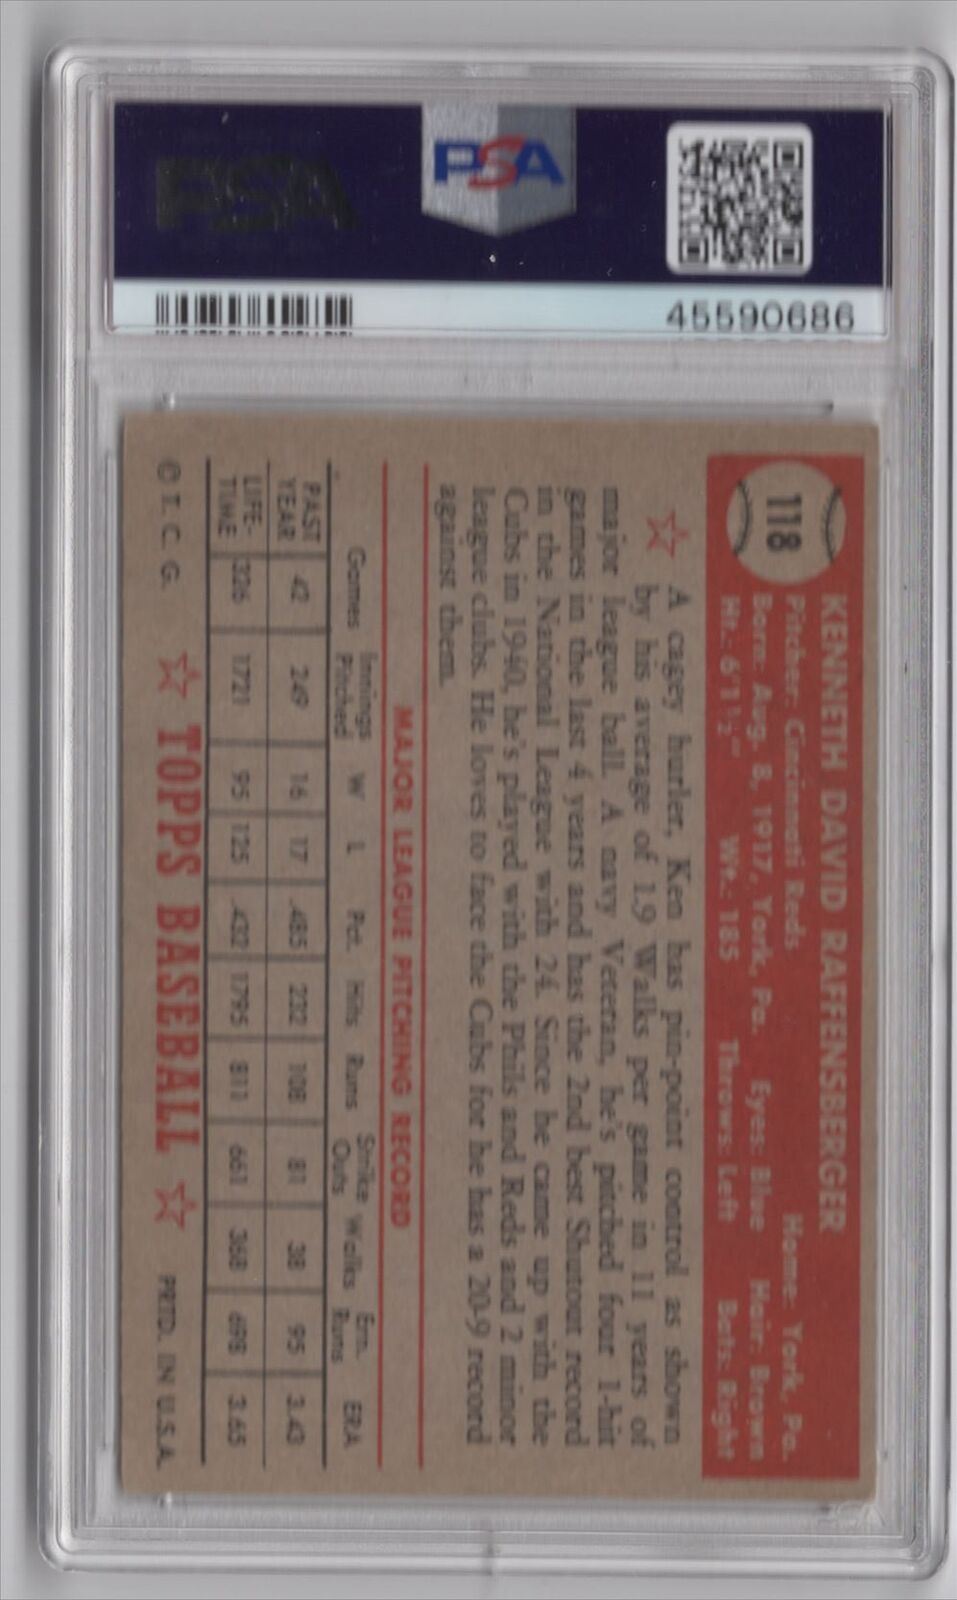 PSA
PSA
45590686
118
KENNETH DAVID RAFFENSBERGER
Pitcher: Cincinnati Reds Home: York, Pa.
Born: Aug. 8, 1917, York, Pa. Eyes: Blue Hair: Brown
Ht.: 6'1½" Wt.: 185 Throws: Left Bats: Right
A cagey hurler, Ken has pin-point control as shown
by his average of 1.9 Walks per game in 11 years of
major league ball. A navy Veteran, he's pitched four 1-hit
games in the last 4 years and has the 2nd best Shutout record
in the National League with 24. Since he came up with the
Cubs in 1940, he's played with the Phils and Reds and 2 minor
league clubs. He loves to face the Cubs for he has a 20-9 record
against them.
MAJOR LEAGUE PITCHING RECORD
Games Innings Pitched W L Pct. Hits Runs Strike Outs Walks Ern. Runs ERA
PAST YEAR 42 249 16 17 .485 232 108 81 38 95 3.43
LIFE-TIME 326 1721 95 125 .432 1795 811 661 368 698 3.65
© T. C. G. TOPPS BASEBALL PRTD. IN U.S.A.